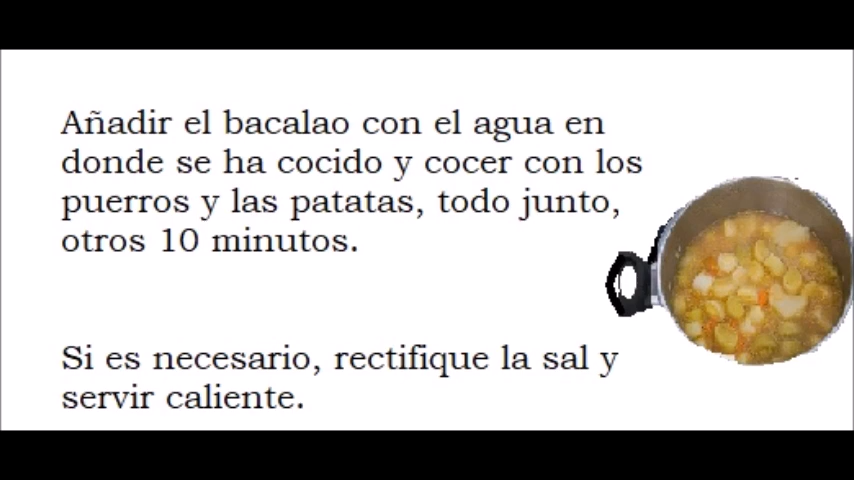 Añadir el bacalao con el agua en
donde se ha cocido y cocer con los
puerros y las patatas, todo junto,
otros 10 minutos.
Si es necesario, rectifique la sal y
servir caliente.